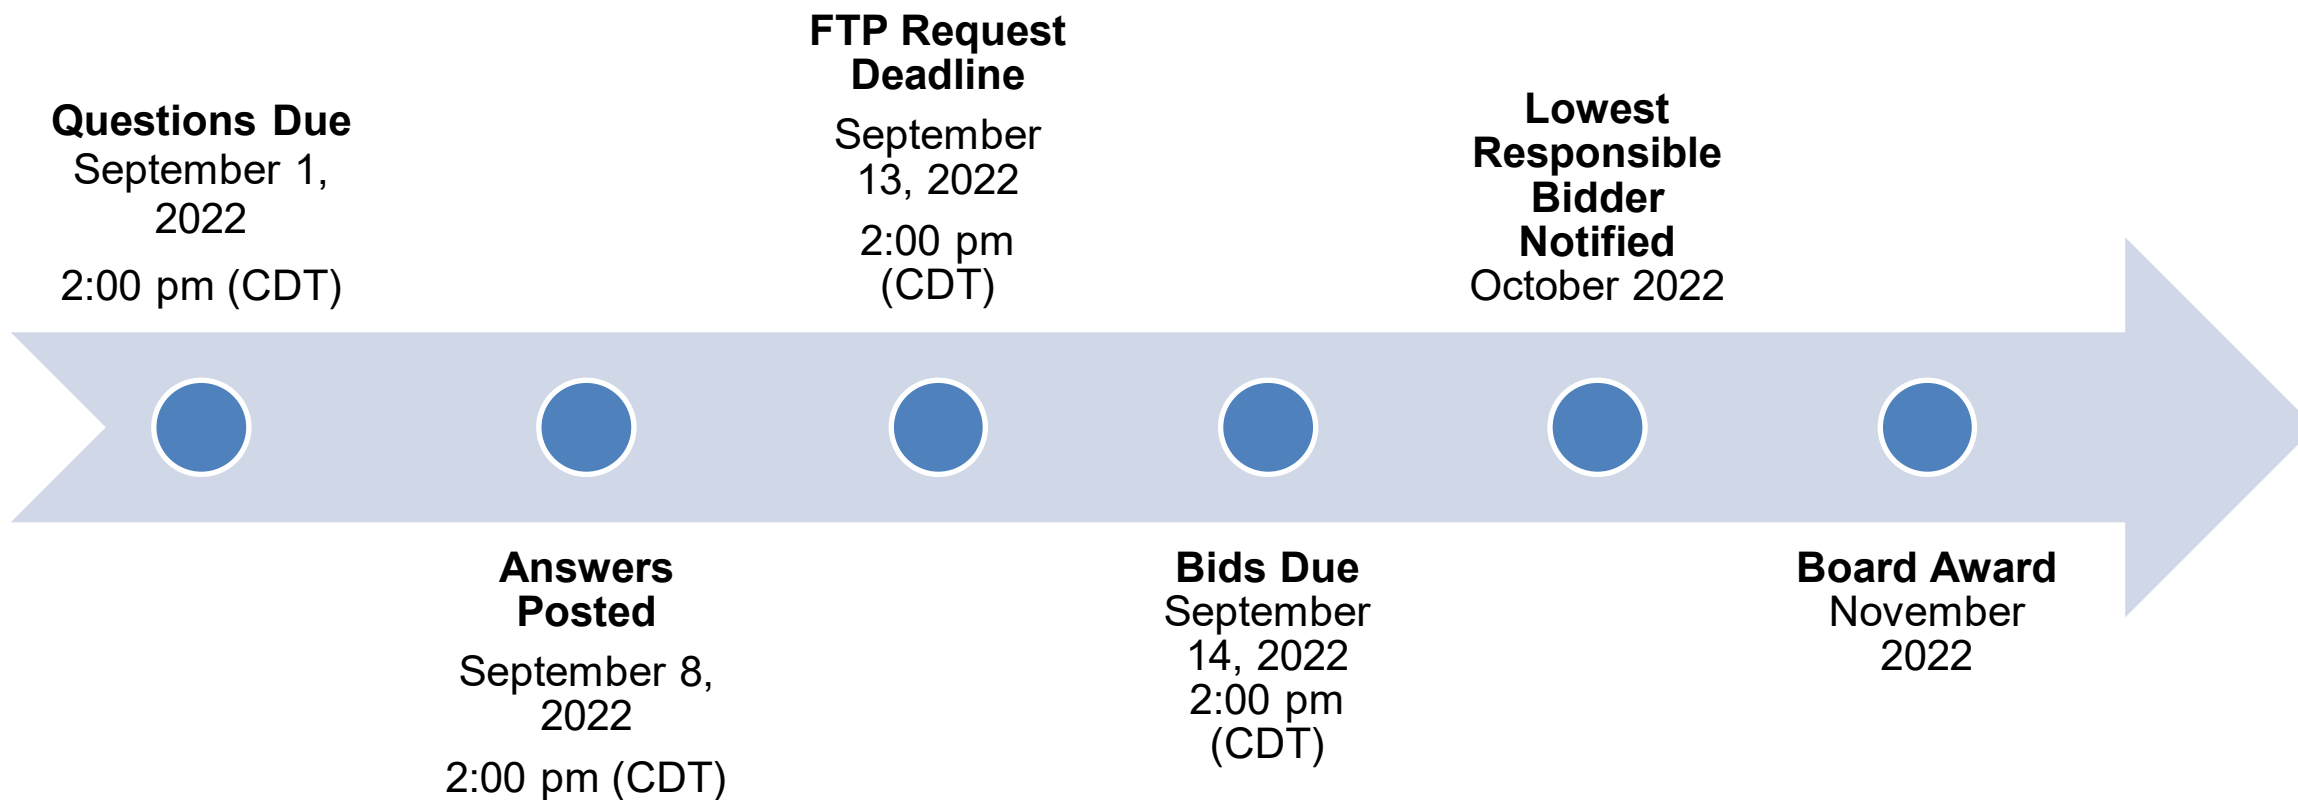 Questions Due
September 1,
2022
2:00 pm (CDT)
Answers
Posted
September 8,
2022
2:00 pm (CDT)
FTP Request
Deadline
September
13, 2022
2:00 pm
(CDT)
Bids Due
September
14, 2022
2:00 pm
(CDT)
Lowest
Responsible
Bidder
Notified
October 2022
Board Award
November
2022